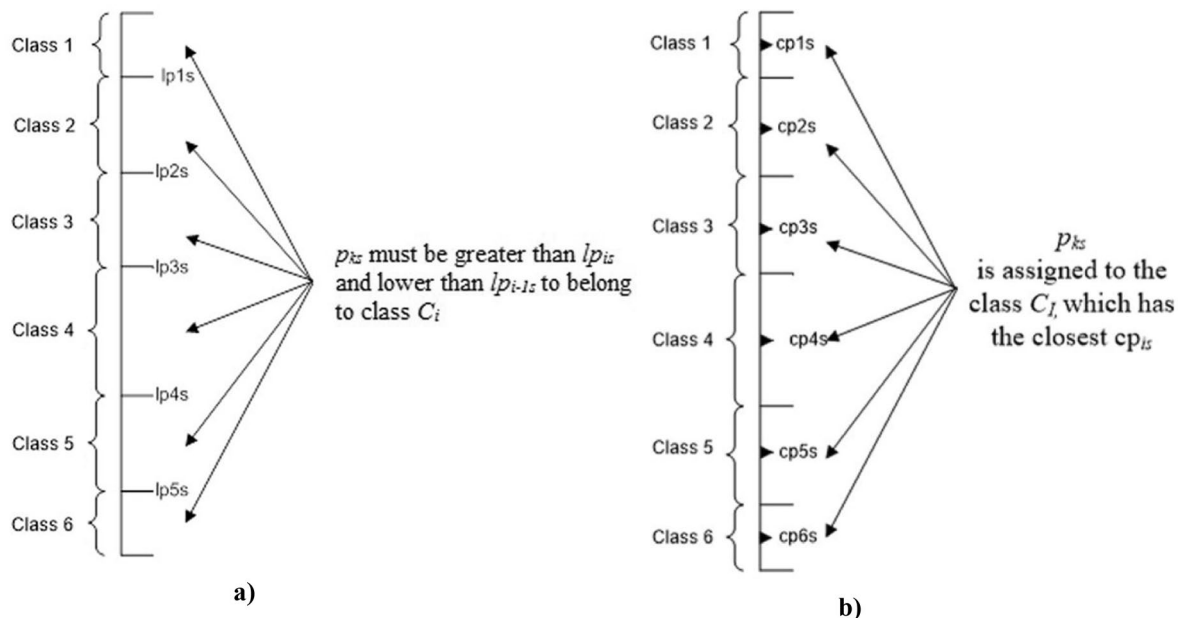 Class 1
lp1s
Class 2
lp2s
Class 3
lp3s
Class 4
lp4s
Class 5
lp5s
Class 6
pks must be greater than lpis
and lower than lpi-1s to belong
to class Ci
a)
Class 1
cp1s
Class 2
cp2s
Class 3
cp3s
Class 4
cp4s
Class 5
cp5s
Class 6
cp6s
pks
is assigned to the
class CI, which has
the closest cpis
b)